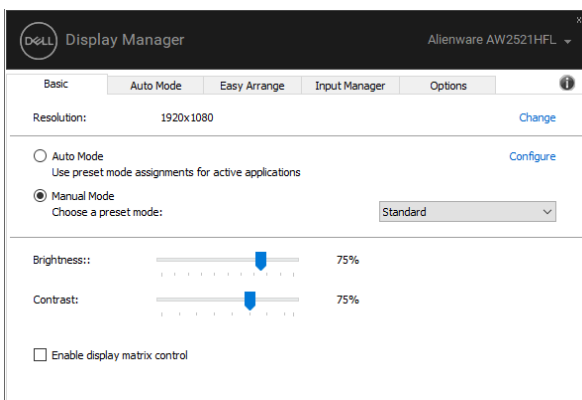 DELL Display Manager Alienware AW2521HFL
x
Basic Auto Mode Easy Arrange Input Manager Options i
Resolution: 1920x1080 Change
Auto Mode Configure
Use preset mode assignments for active applications
Manual Mode
Choose a preset mode: Standard
Brightness:: 75%
Contrast: 75%
Enable display matrix control